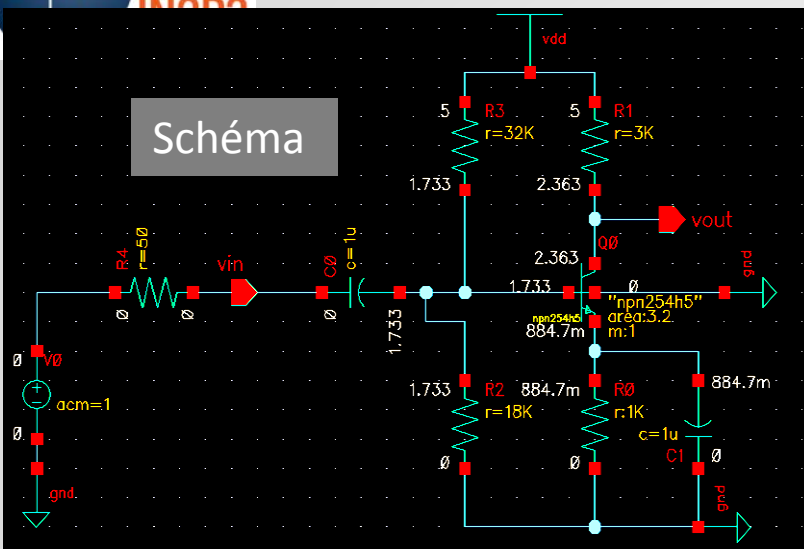 vdd
.5
R3
r=32K
.5
R1
r=3K
Schéma
1.733
2.363
vout
R4
r=50
vin
C0
c=1u
2.363
Q0
gnd
1.733
0
"npn254h5"
npn254h5
area:3.2
884.7m
m:1
0
0
0
1.733
0
V0
acm=1
0
gnd
1.733
R2
r=18K
0
884.7m
R0
r:1K
0
884.7m
c=1u
C1
0
gnd